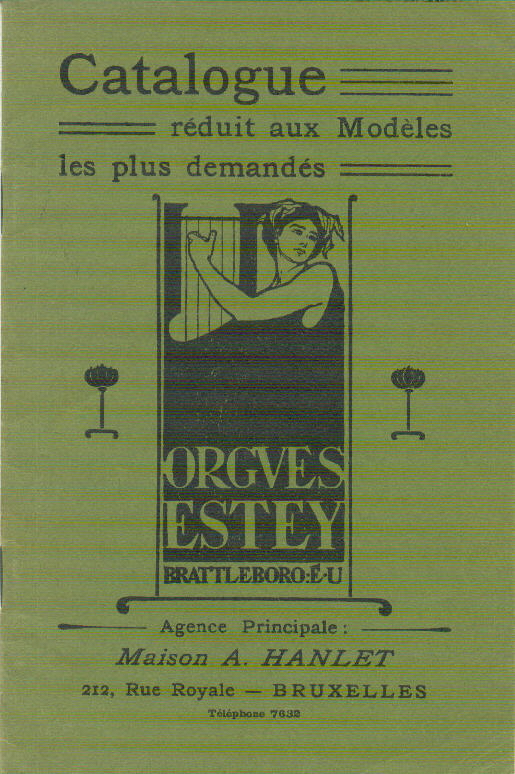 Catalogue
réduit aux Modèles
les plus demandés
ORGVES
ESTEY
BRATTLEBORO:É·U
Agence Principale:
Maison A. HANLET
212, Rue Royale — BRUXELLES
Téléphone 7632